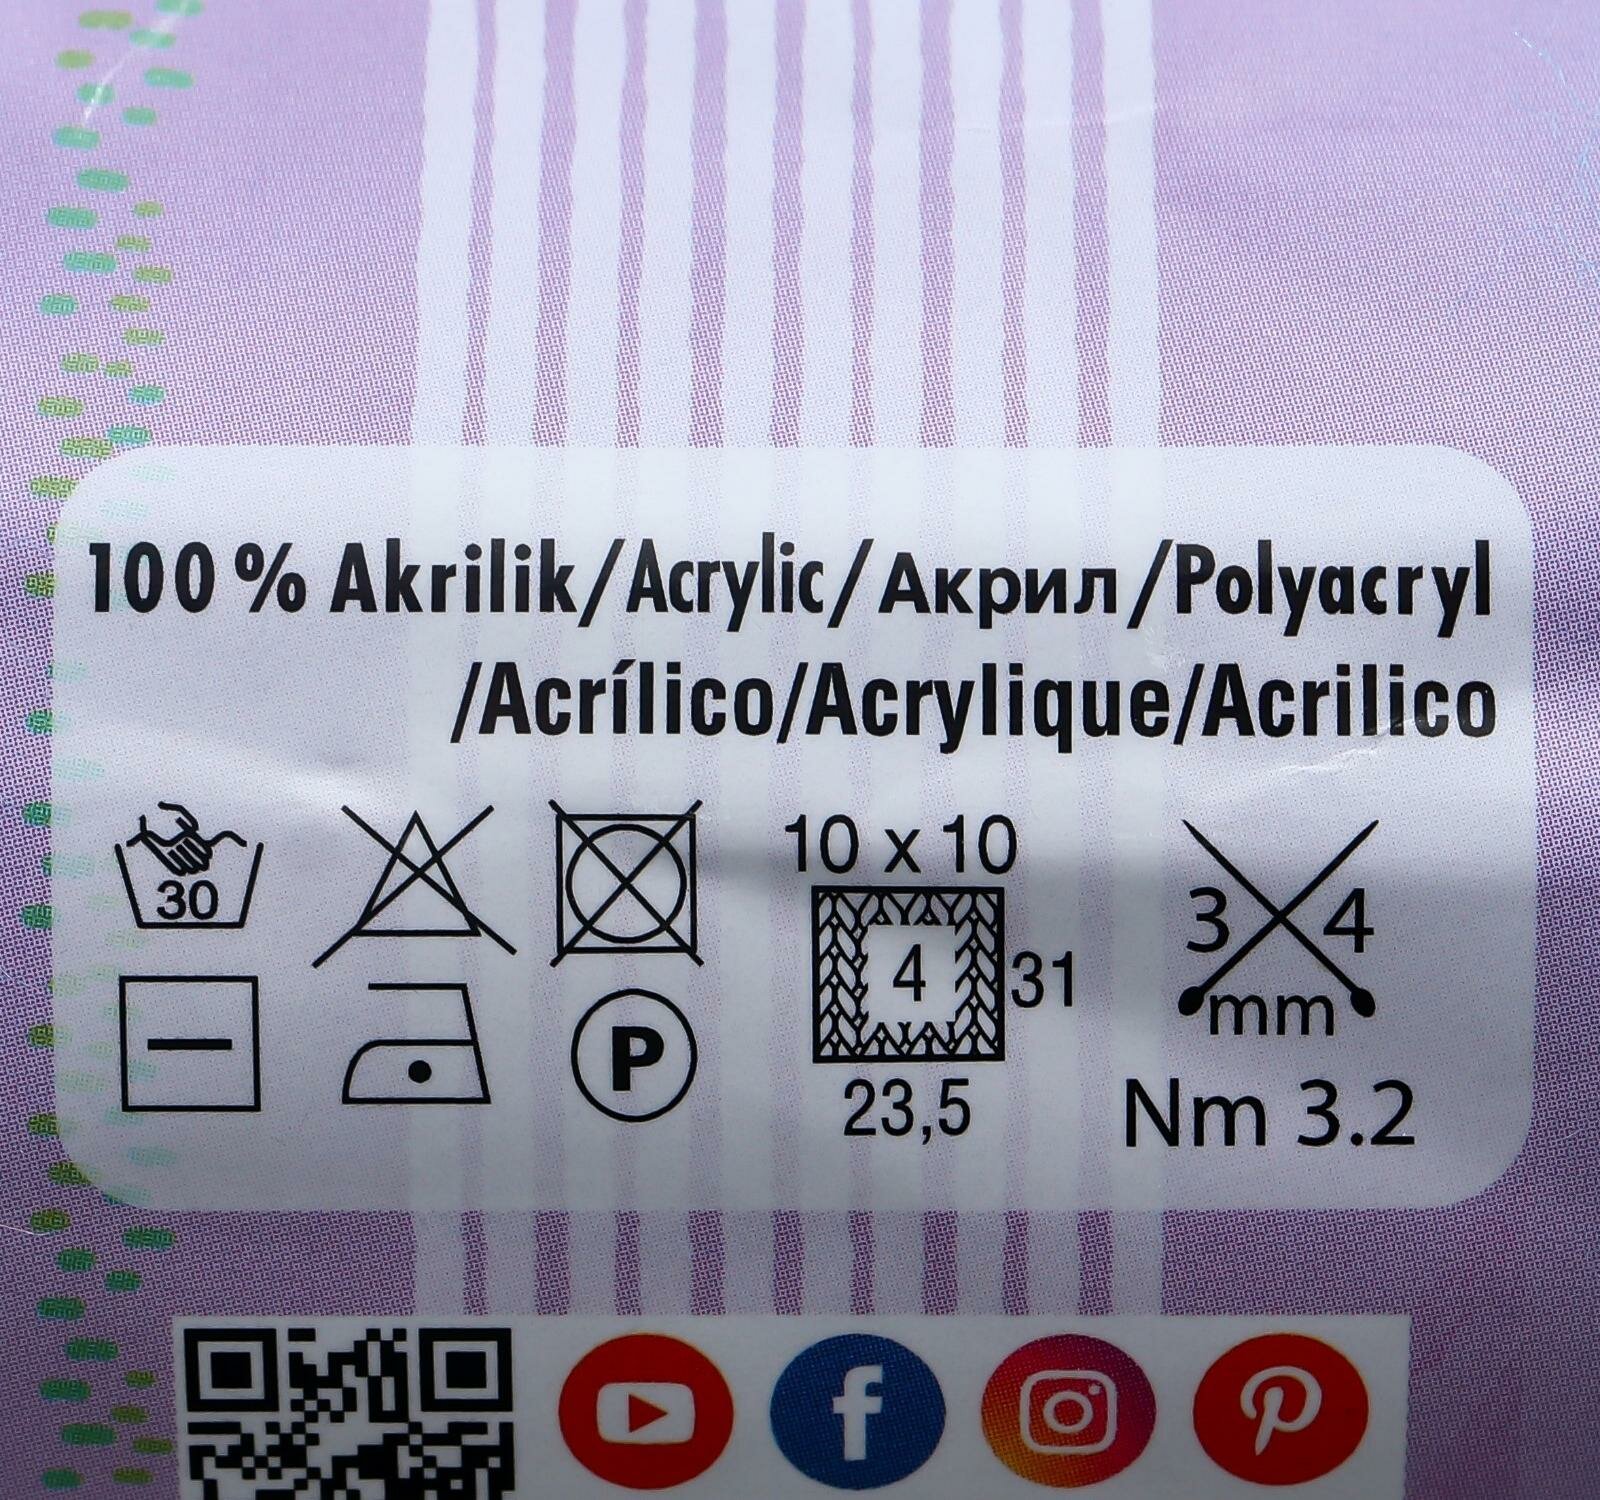 100 % Akrilik/Acrylic/Акрил/Polyacryl
/Acrílico/Acrylique/Acrilico
30
10 x 10
4
31
23,5
3 4
mm
Nm 3.2
P